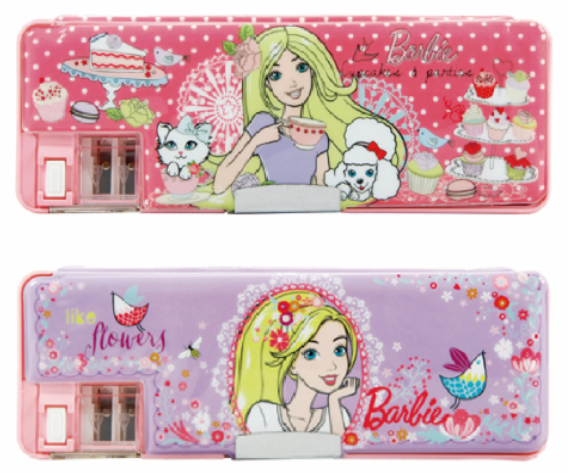 Barbie
Cupcakes & parties
like
flowers
Barbie